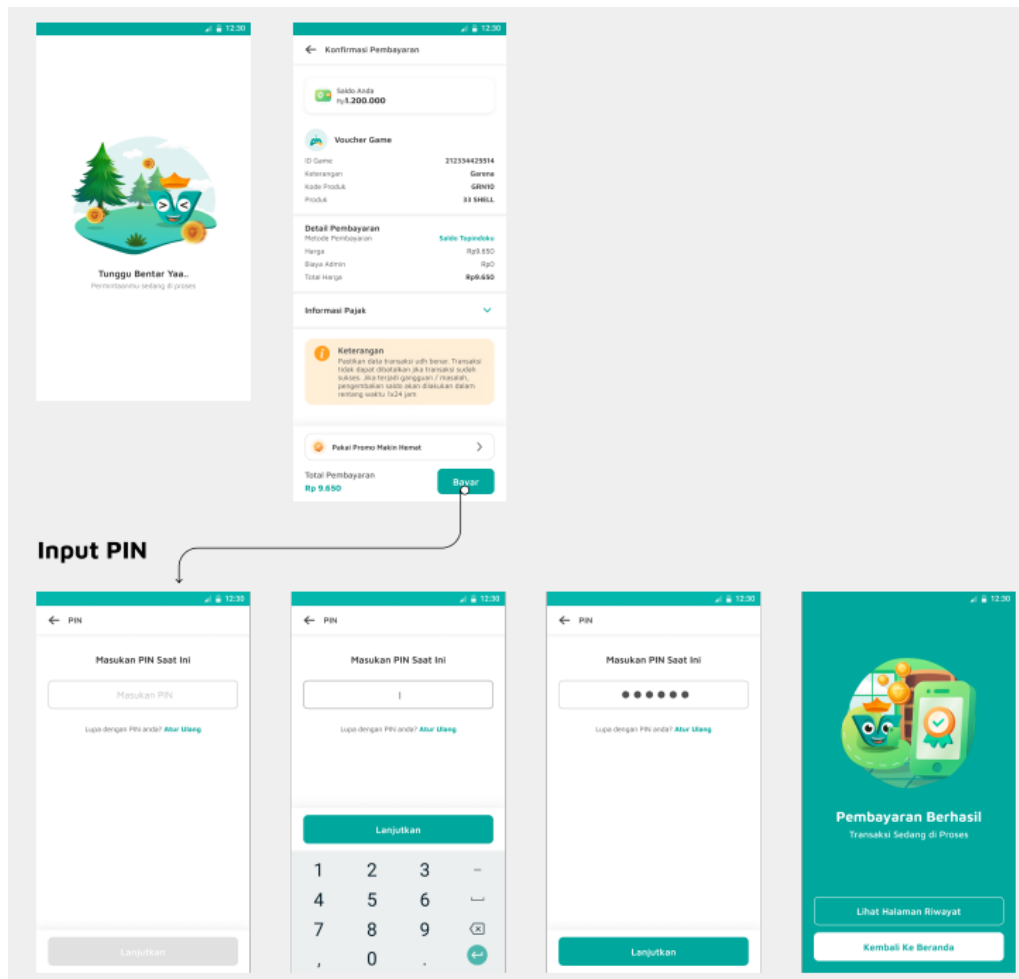 12:30
Tunggu Bentar Yaa..
Permintaanmu sedang di proses
12:30
Konfirmasi Pembayaran
Saldo Anda
Rp1.200.000
Voucher Game
ID Game 212334425514
Keterangan Garena
Kode Produk GRN10
Produk 33 SHELL
Detail Pembayaran
Metode Pembayaran Saldo Topindoku
Harga Rp9.650
Biaya Admin Rp0
Total Harga Rp9.650
Informasi Pajak
Keterangan
Pastikan data transaksi udh benar. Transaksi
tidak dapat dibatalkan jika transaksi sudah
sukses. Jika terjadi gangguan / masalah,
pengembalian saldo akan dilakukan dalam
rentang waktu 1x24 jam
Pakai Promo Makin Hemat
Total Pembayaran
Rp 9.650
Bayar
Input PIN
12:30
PIN
Masukan PIN Saat Ini
Masukan PIN
Lupa dengan PIN anda? Atur Ulang
Lanjutkan
12:30
PIN
Masukan PIN Saat Ini
Lupa dengan PIN anda? Atur Ulang
Lanjutkan
1 2 3 –
4 5 6
7 8 9
, 0 .
12:30
PIN
Masukan PIN Saat Ini
Lupa dengan PIN anda? Atur Ulang
Lanjutkan
12:30
Pembayaran Berhasil
Transaksi Sedang di Proses
Lihat Halaman Riwayat
Kembali Ke Beranda